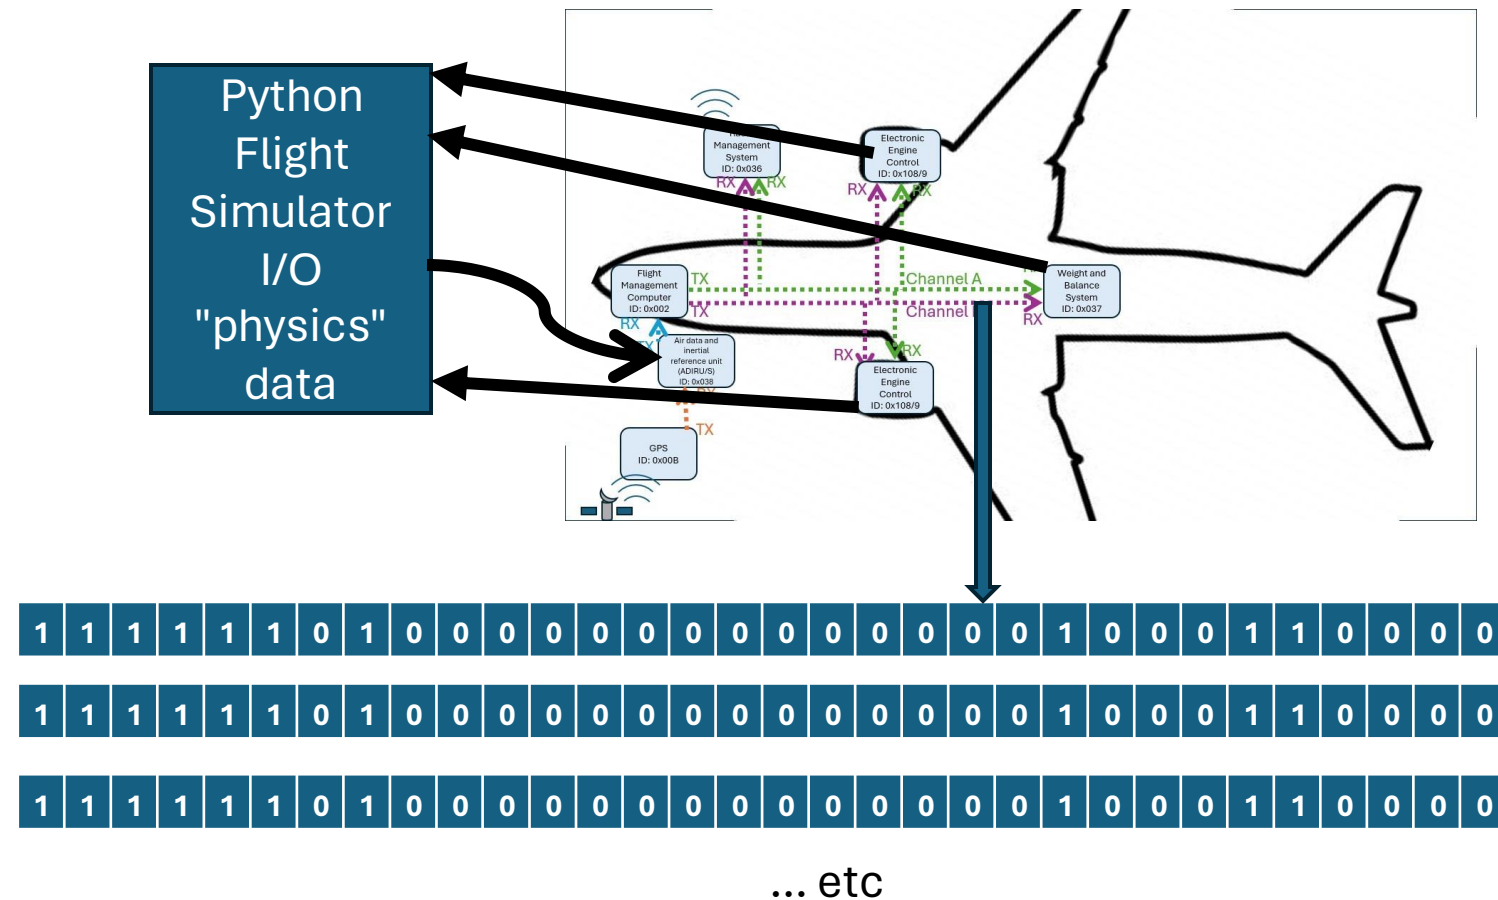 Python
Flight
Simulator
I/O
"physics"
data
Management
System
ID: 0x036
RX
RX
Electronic
Engine
Control
ID: 0x108/9
RX
RX
Flight
Management
Computer
ID: 0x002
TX
TX
Channel A
Channel
RX
Weight and
Balance
System
ID: 0x037
RX
TX
Air data and
inertial
reference unit
(ADIRU/S)
ID: 0x038
RX
RX
Electronic
Engine
Control
ID: 0x108/9
TX
GPS
ID: 0x00B
1 1 1 1 1 1 0 1 0 0 0 0 0 0 0 0 0 0 0 0 0 0 1 0 0 0 1 1 0 0 0 0
1 1 1 1 1 1 0 1 0 0 0 0 0 0 0 0 0 0 0 0 0 0 1 0 0 0 1 1 0 0 0 0
1 1 1 1 1 1 0 1 0 0 0 0 0 0 0 0 0 0 0 0 0 0 1 0 0 0 1 1 0 0 0 0
... etc